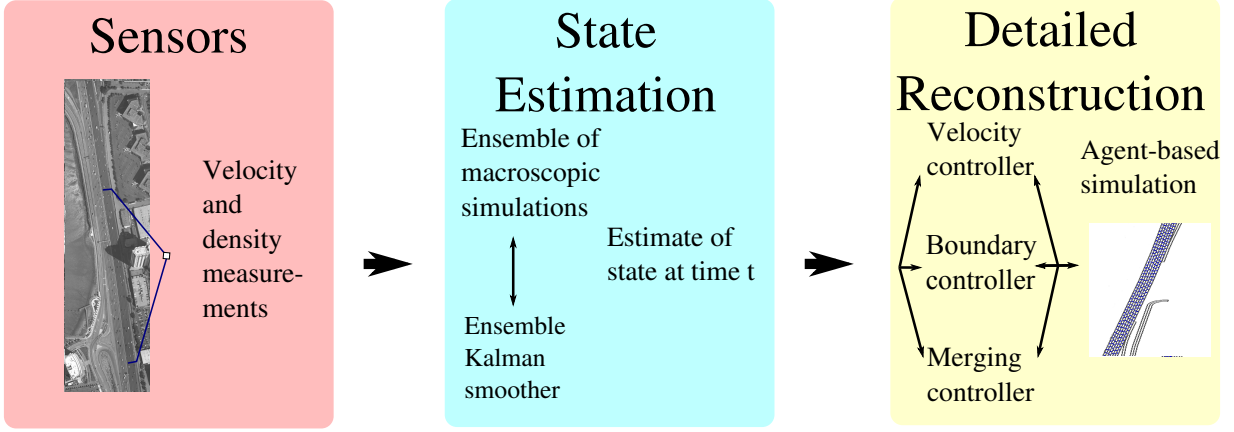 Sensors
Velocity
and
density
measure-
ments
State
Estimation
Ensemble of
macroscopic
simulations
Estimate of
state at time t
Ensemble
Kalman
smoother
Detailed
Reconstruction
Velocity
controller
Agent-based
simulation
Boundary
controller
Merging
controller